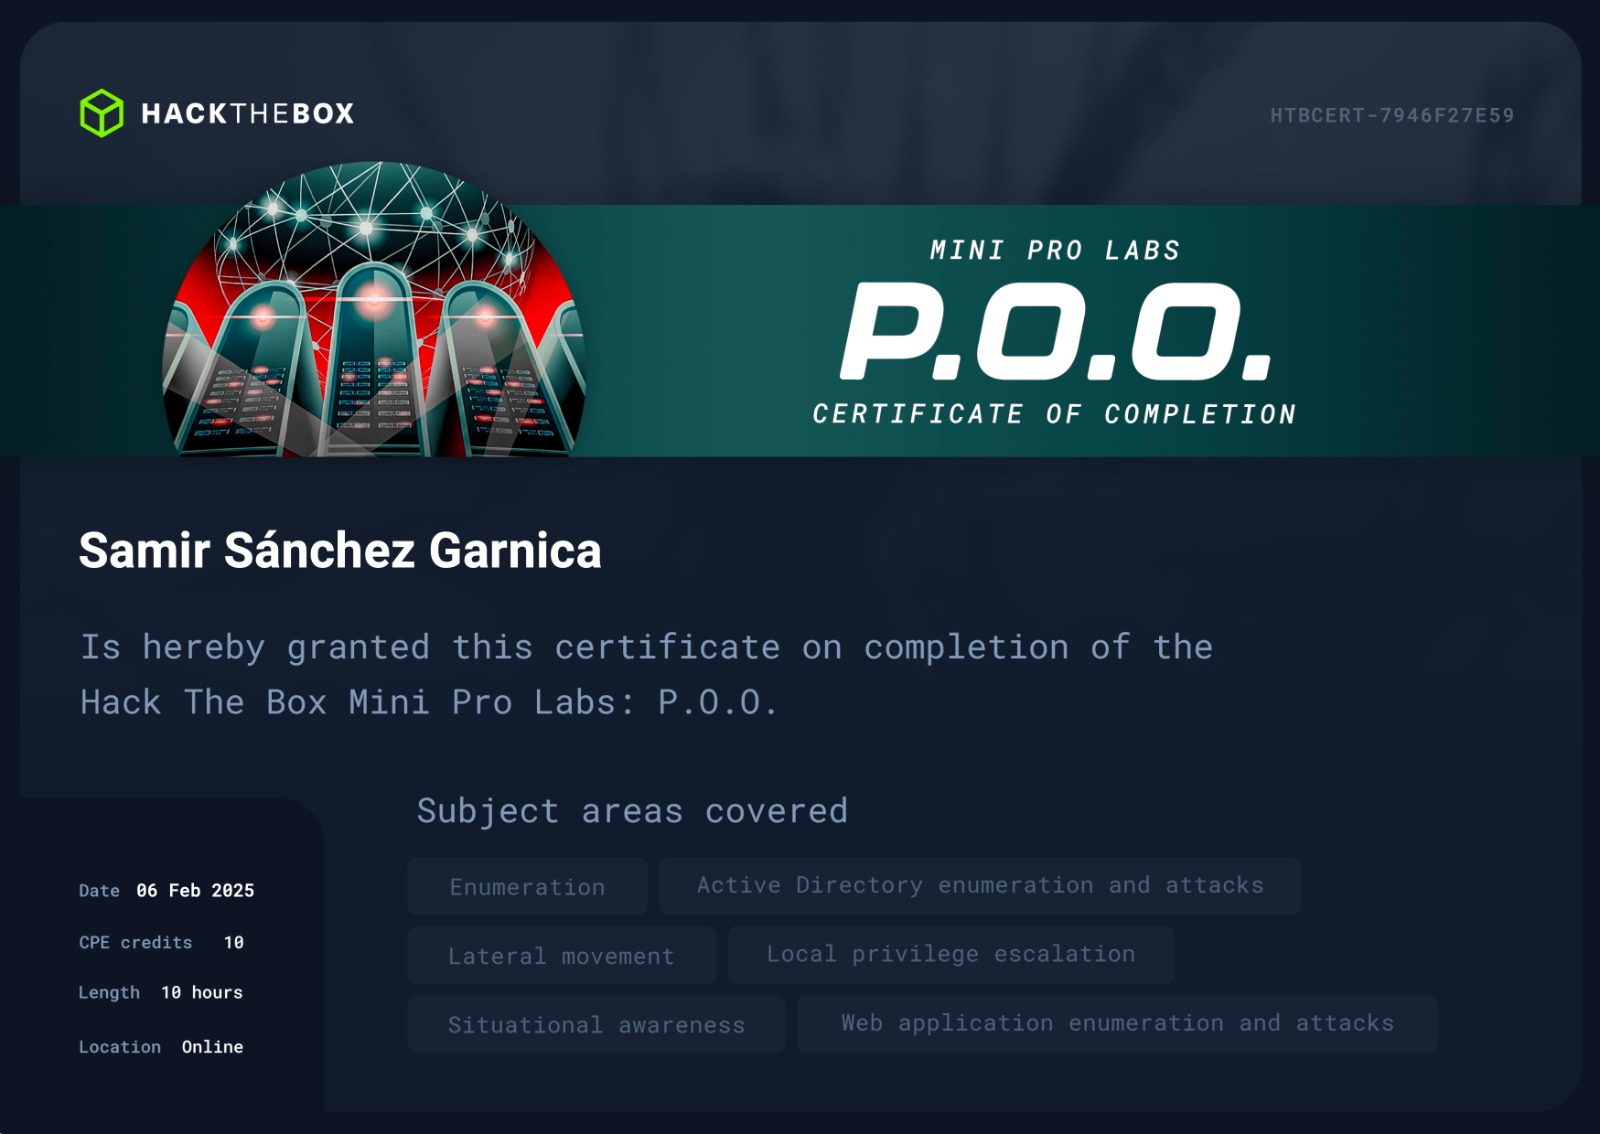 HACKTHEBOX
HTBCERT-7946F27E59
MINI PRO LABS
P.O.O.
CERTIFICATE OF COMPLETION
Samir Sánchez Garnica
Is hereby granted this certificate on completion of the
Hack The Box Mini Pro Labs: P.O.O.
Subject areas covered
Enumeration
Active Directory enumeration and attacks
Lateral movement
Local privilege escalation
Situational awareness
Web application enumeration and attacks
Date 06 Feb 2025
CPE credits 10
Length 10 hours
Location Online